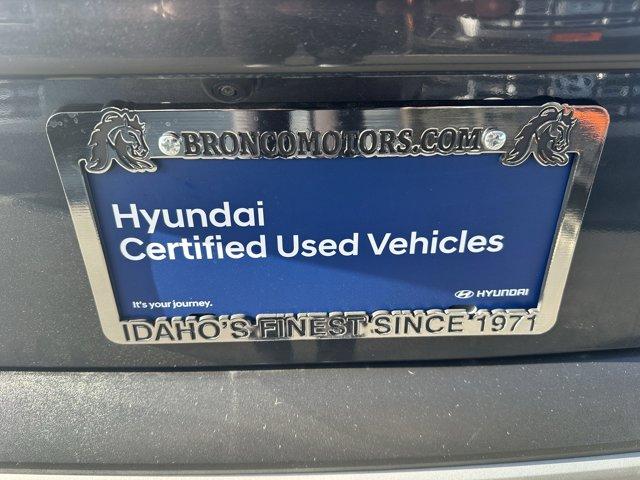 BRONCOMOTORS.COM
Hyundai
Certified Used Vehicles
It's your journey.
HYUNDAI
IDAHO'S FINEST SINCE 1971